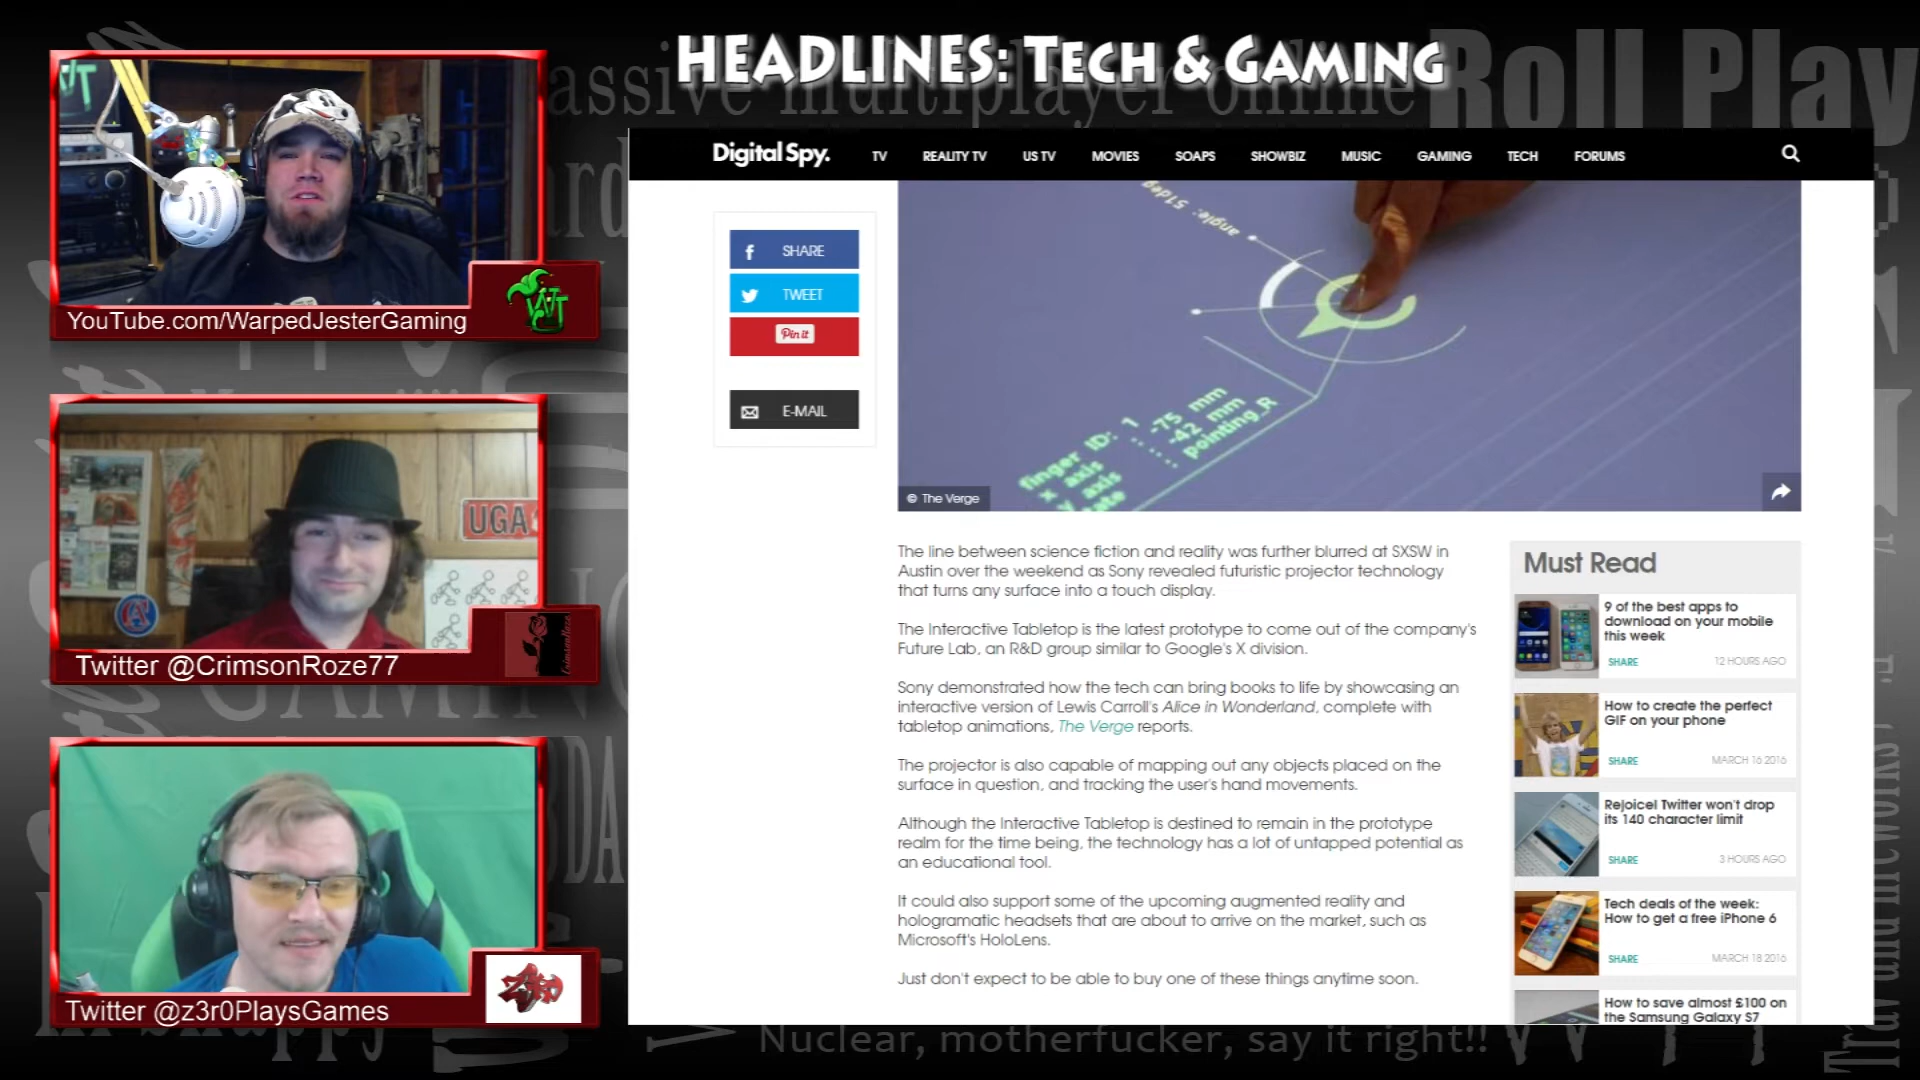 HEADLINES: TECH & GAMING
assive multiplayer online
Roll Play
Digital Spy.
TV
REALITY TV
US TV
MOVIES
SOAPS
SHOWBIZ
MUSIC
GAMING
TECH
FORUMS
SHARE
TWEET
Pin it
E-MAIL
angle: 51deg
finger ID: 1
x axis : -75 mm
y axis : -42 mm
pointing_R
© The Verge
The line between science fiction and reality was further blurred at SXSW in
Austin over the weekend as Sony revealed futuristic projector technology
that turns any surface into a touch display.
The Interactive Tabletop is the latest prototype to come out of the company's
Future Lab, an R&D group similar to Google's X division.
Sony demonstrated how the tech can bring books to life by showcasing an
interactive version of Lewis Carroll's Alice in Wonderland, complete with
tabletop animations, The Verge reports.
The projector is also capable of mapping out any objects placed on the
surface in question, and tracking the user's hand movements.
Although the Interactive Tabletop is destined to remain in the prototype
realm for the time being, the technology has a lot of untapped potential as
an educational tool.
It could also support some of the upcoming augmented reality and
hologramatic headsets that are about to arrive on the market, such as
Microsoft's HoloLens.
Just don't expect to be able to buy one of these things anytime soon.
Must Read
9 of the best apps to
download on your mobile
this week
SHARE
12 HOURS AGO
How to create the perfect
GIF on your phone
SHARE
MARCH 16 2016
Rejoice! Twitter won't drop
its 140 character limit
SHARE
3 HOURS AGO
Tech deals of the week:
How to get a free iPhone 6
SHARE
MARCH 18 2016
How to save almost £100 on
the Samsung Galaxy S7
YouTube.com/WarpedJesterGaming
WT
UGA
Twitter @CrimsonRoze77
Twitter @z3r0PlaysGames
Nuclear, motherfucker, say it right!!